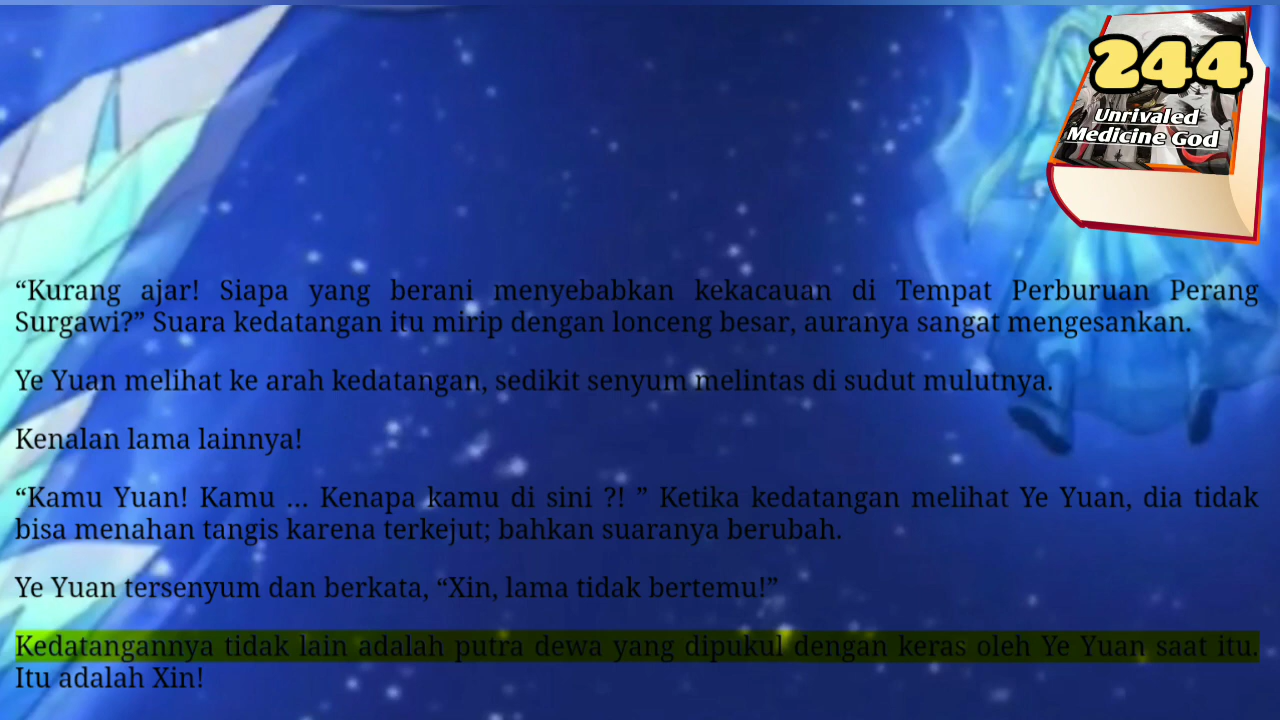 244
Unrivaled
Medicine God
“Kurang ajar! Siapa yang berani menyebabkan kekacauan di Tempat Perburuan Perang
Surgawi?” Suara kedatangan itu mirip dengan lonceng besar, auranya sangat mengesankan.
Ye Yuan melihat ke arah kedatangan, sedikit senyum melintas di sudut mulutnya.
Kenalan lama lainnya!
“Kamu Yuan! Kamu ... Kenapa kamu di sini ?! ” Ketika kedatangan melihat Ye Yuan, dia tidak
bisa menahan tangis karena terkejut; bahkan suaranya berubah.
Ye Yuan tersenyum dan berkata, “Xin, lama tidak bertemu!”
Kedatangannya tidak lain adalah putra dewa yang dipukul dengan keras oleh Ye Yuan saat itu.
Itu adalah Xin!